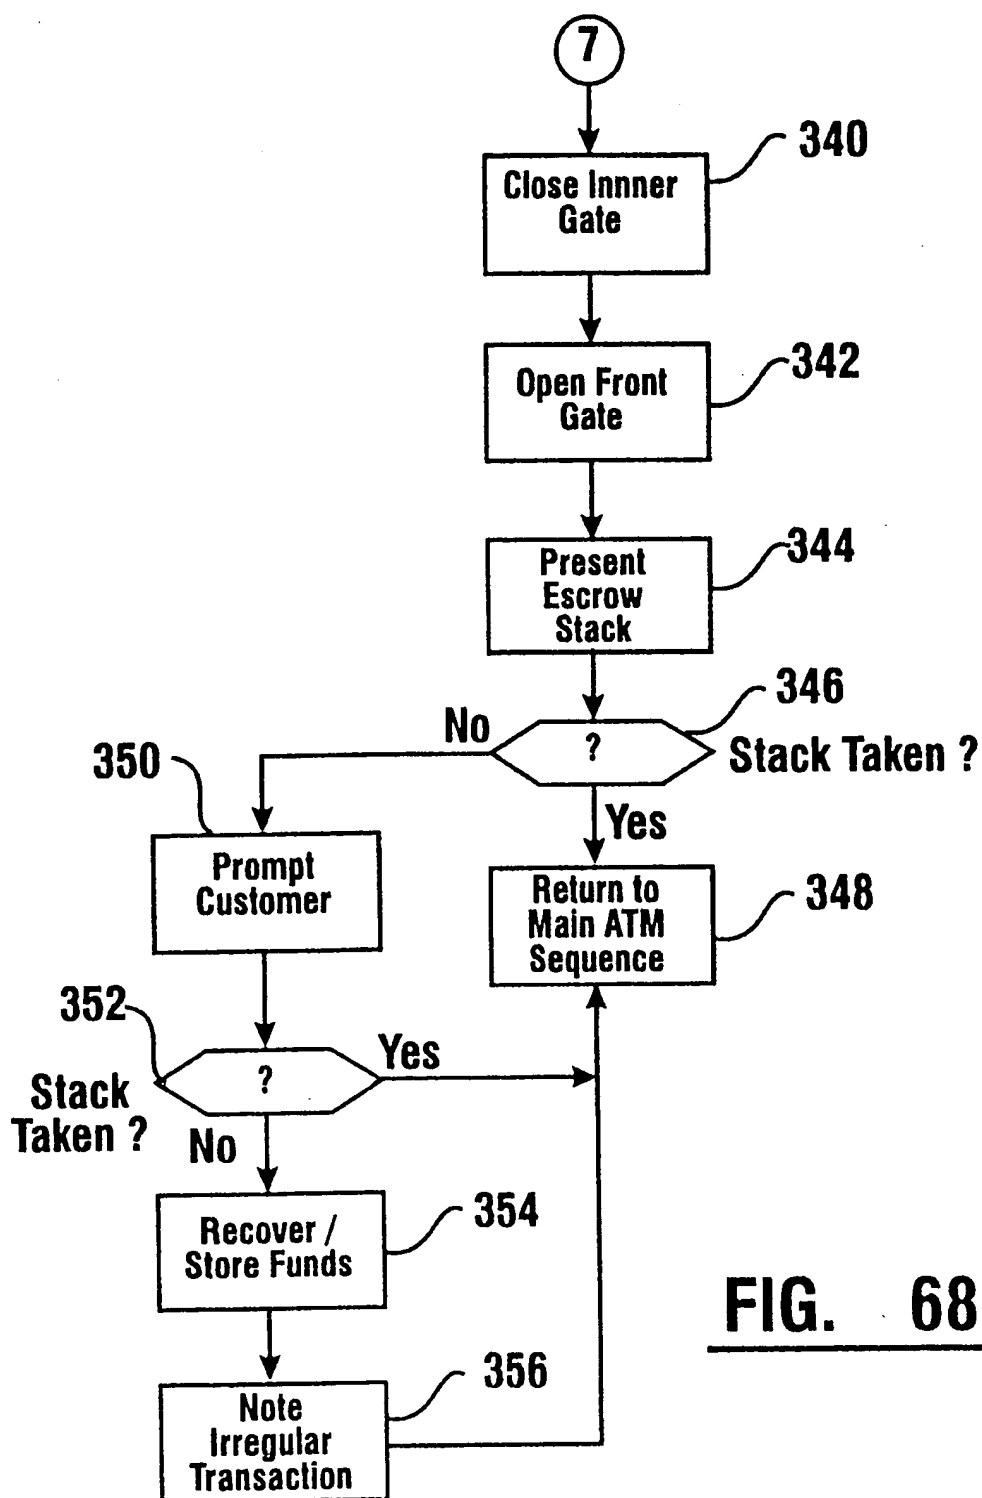 7
340
Close Innner
Gate
342
Open Front
Gate
344
Present
Escrow
Stack
346
?
Stack Taken ?
No
Yes
350
Prompt
Customer
348
Return to
Main ATM
Sequence
352
?
Stack
Taken ?
Yes
No
354
Recover /
Store Funds
356
Note
Irregular
Transaction
FIG. 68